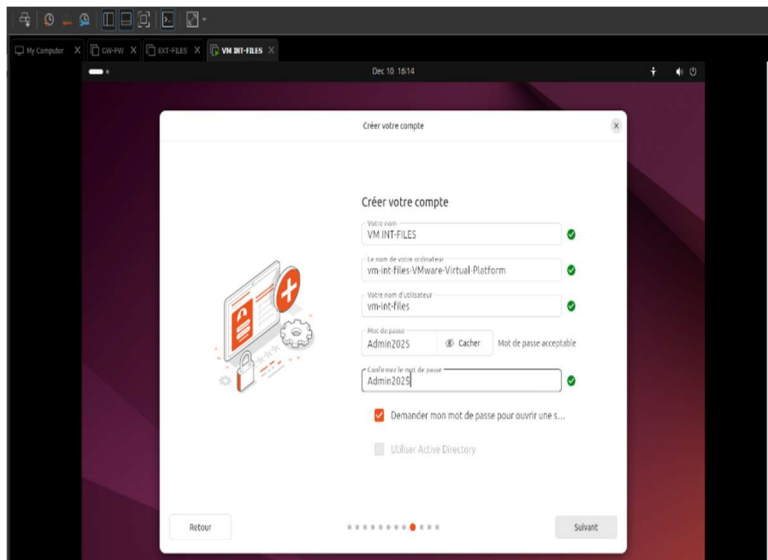 My Computer X GW-FW X EXT-FILES X VM INT-FILES X
Dec 10 16:14
Créer votre compte
Créer votre compte
Votre nom
VM INT-FILES
Le nom de votre ordinateur
vm-int-files-VMware-Virtual-Platform
Votre nom d'utilisateur
vm-int-files
Mot de passe
Admin2025 Cacher Mot de passe acceptable
Confirmez le mot de passe
Admin2025
Demander mon mot de passe pour ouvrir une s...
Utiliser Active Directory
Retour Suivant